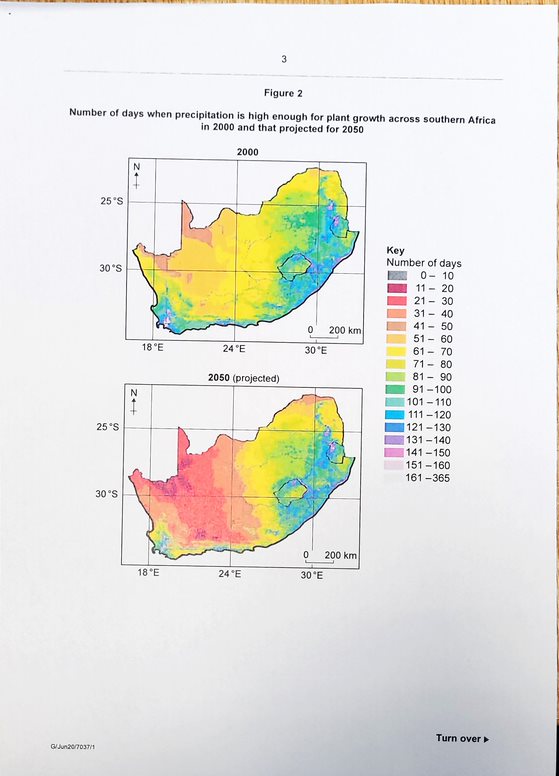 3
Figure 2
Number of days when precipitation is high enough for plant growth across southern Africa
in 2000 and that projected for 2050
2000
N
25°S
30°S
0 200 km
18°E 24°E 30°E
Key
Number of days
0 – 10
11 – 20
21 – 30
31 – 40
41 – 50
51 – 60
61 – 70
71 – 80
81 – 90
91 –100
101 –110
111 –120
121 –130
131 –140
141 –150
151 –160
161 –365
2050 (projected)
N
25°S
30°S
0 200 km
18°E 24°E 30°E
Turn over ►
G/Jun20/7037/1